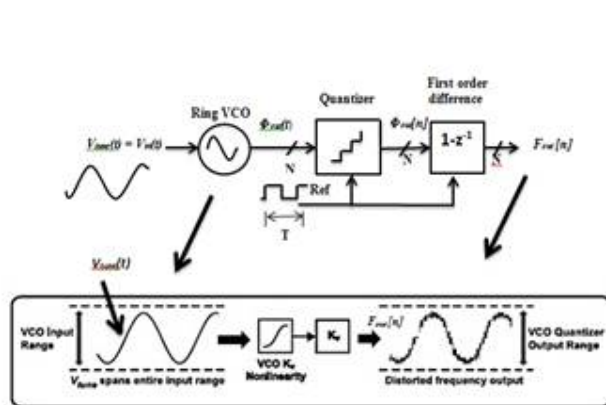 First order
difference
Quantizer
Ring VCO
Φout(t)
Φout[n]
Vtune(t) = Vin(t)
1-z⁻¹
Fout[n]
N
N
Ref
T
Vtune(t)
VCO Input
Range
Fout[n]
VCO Quantizer
Output Range
Kv
VCO Kv
Nonlinearity
Vtune spans entire input range
Distorted frequency output